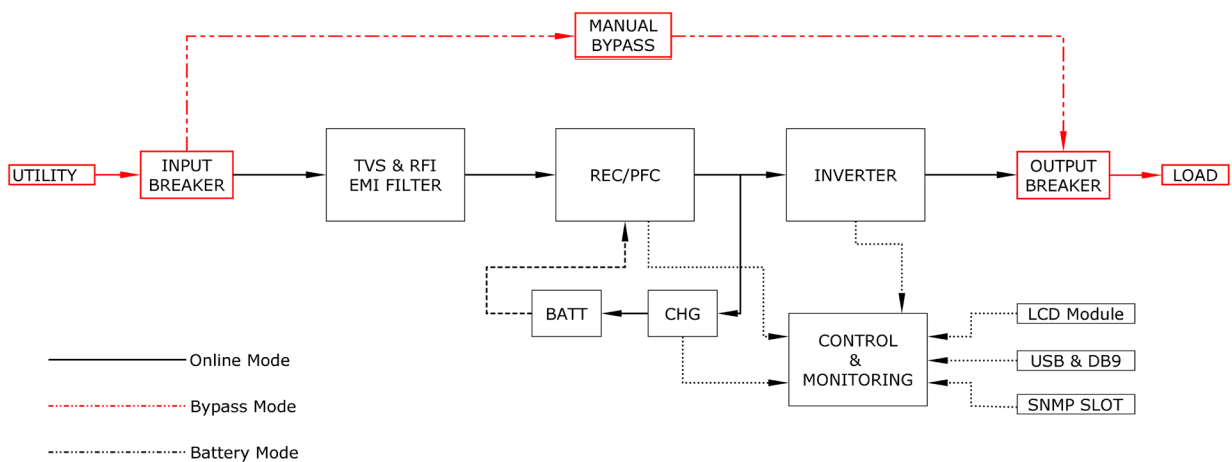 MANUAL
BYPASS
UTILITY
INPUT
BREAKER
TVS & RFI
EMI FILTER
REC/PFC
INVERTER
OUTPUT
BREAKER
LOAD
BATT
CHG
CONTROL
&
MONITORING
LCD Module
USB & DB9
SNMP SLOT
Online Mode
Bypass Mode
Battery Mode